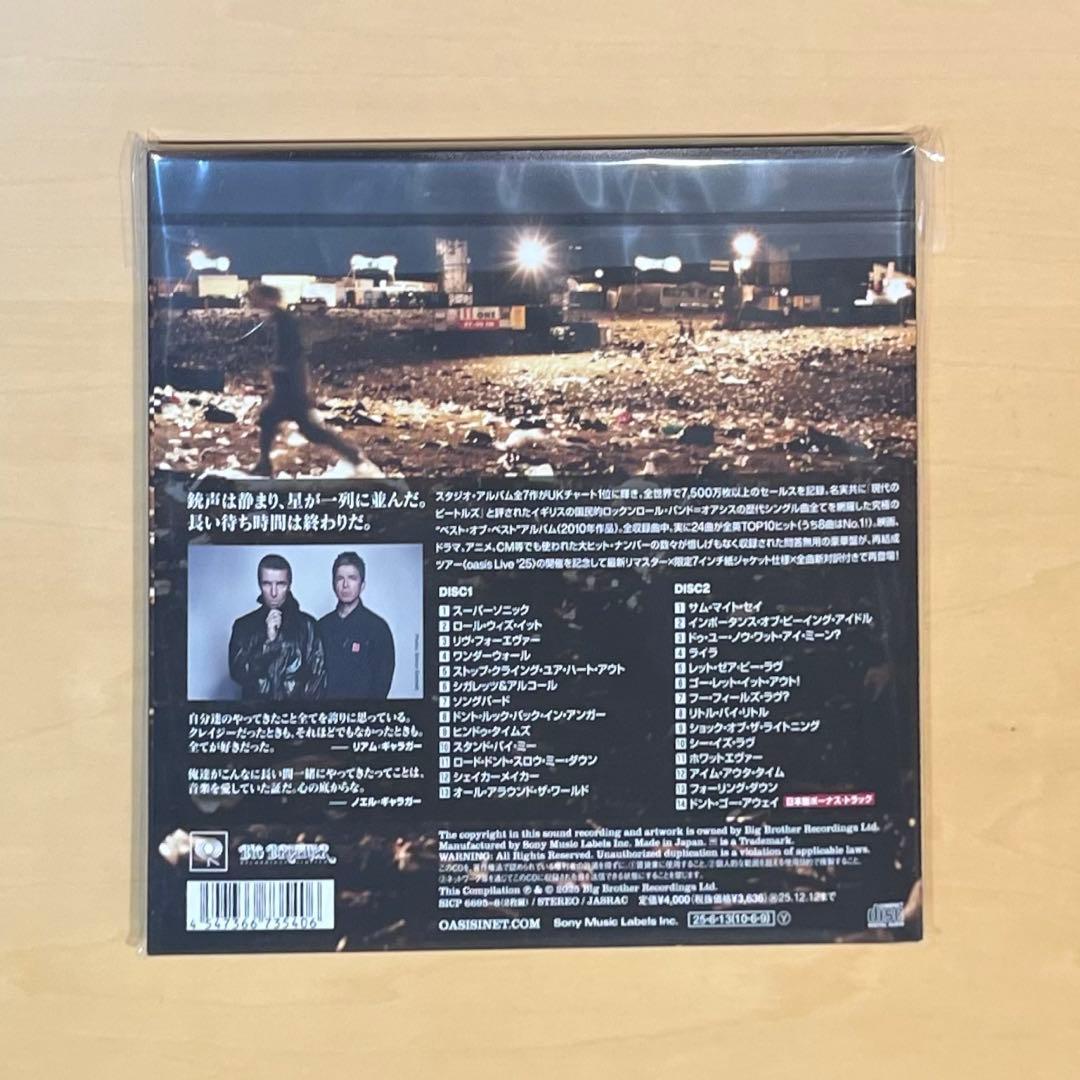 銃声は静まり、星が一列に並んだ。
長い待ち時間は終わりだ。
スタジオ・アルバム全7作がUKチャート1位に輝き、全世界で7,500万枚以上のセールスを記録。名実共に「現代の
ビートルズ」と評されたイギリスの国民的ロックンロール・バンド=オアシスの歴代シングル曲全てを網羅した究極の
"ベスト・オブ・ベスト"アルバム(2010年作品)。全収録曲中、実に24曲が全英TOP10ヒット(うち8曲はNo.1!)。映画、
ドラマ、アニメ、CM等でも使われた大ヒット・ナンバーの数々が惜しげもなく収録された問答無用の豪華盤が、再結成
ツアー〈oasis Live '25〉の開催を記念して最新リマスター×限定7インチ紙ジャケット仕様×全曲新対訳付きで再登場!
自分達のやってきたこと全てを誇りに思っている。
クレイジーだったときも、それほどでもなかったときも。
全てが好きだった。 ── リアム・ギャラガー
俺達がこんなに長い間一緒にやってきたってことは、
音楽を愛していた証だ。心の底からな。
── ノエル・ギャラガー
DISC1
1 スーパーソニック
2 ロール・ウィズ・イット
3 リヴ・フォーエヴァー
4 ワンダーウォール
5 ストップ・クライング・ユア・ハート・アウト
6 シガレッツ&アルコール
7 ソングバード
8 ドント・ルック・バック・イン・アンガー
9 ヒンドゥ・タイムズ
10 スタンド・バイ・ミー
11 ロード・ドント・スロウ・ミー・ダウン
12 シェイカーメイカー
13 オール・アラウンド・ザ・ワールド
DISC2
1 サム・マイト・セイ
2 インポータンス・オブ・ビーイング・アイドル
3 ドゥ・ユー・ノウ・ワット・アイ・ミーン?
4 ライラ
5 レット・ゼア・ビー・ラヴ
6 ゴー・レット・イット・アウト!
7 フー・フィールズ・ラヴ?
8 リトル・バイ・リトル
9 ショック・オブ・ザ・ライトニング
10 シー・イズ・ラヴ
11 ホワットエヴァー
12 アイム・アウタ・タイム
13 フォーリング・ダウン
14 ドント・ゴー・アウェイ 日本盤ボーナス・トラック
The copyright in this sound recording and artwork is owned by Big Brother Recordings Ltd.
Manufactured by Sony Music Labels Inc. Made in Japan. is a Trademark.
WARNING: All Rights Reserved. Unauthorized duplication is a violation of applicable laws.
This Compilation ℗ & © 2025 Big Brother Recordings Ltd.
SICP 6695-6(2枚組) / STEREO / JASRAC 定価¥4,000(税抜価格¥3,636) 25.12.12まで
OASISINET.COM Sony Music Labels Inc. 25・6・13(10・6・9) Y
Big Brother
4 547366 735406
disc